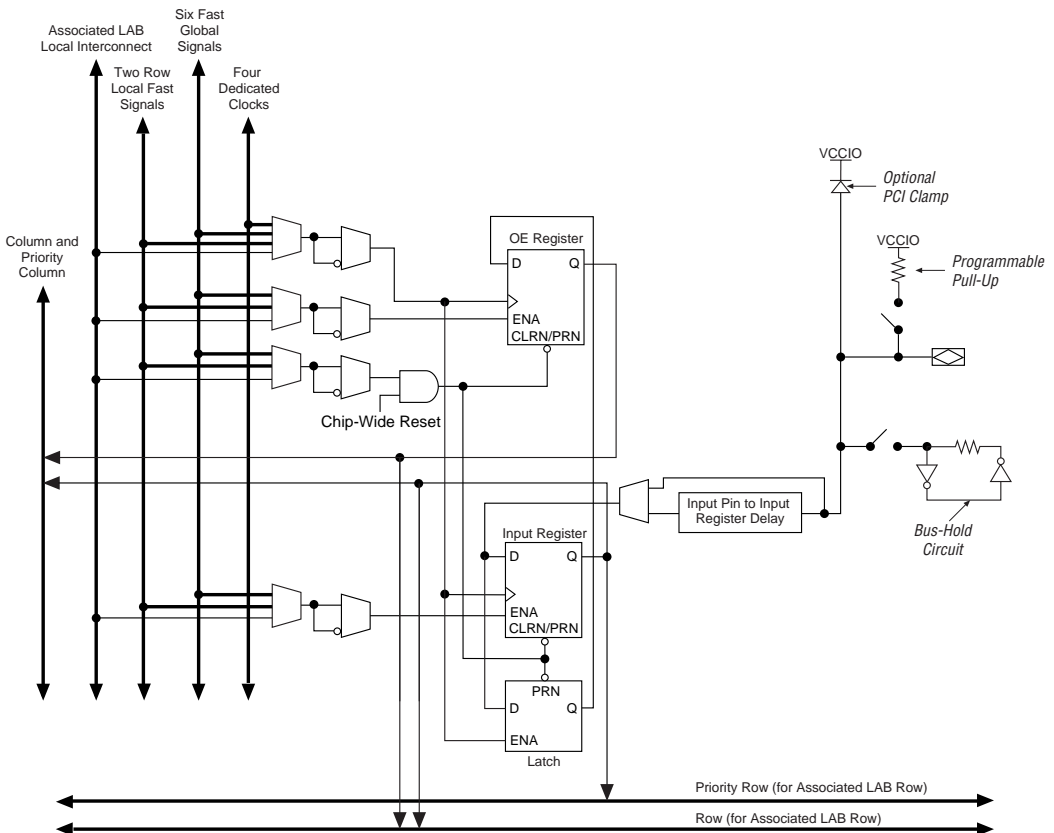 Six Fast
Global
Signals
Associated LAB
Local Interconnect
Two Row
Local Fast
Signals
Four
Dedicated
Clocks
Column and
Priority
Column
VCCIO
Optional
PCI Clamp
VCCIO
Programmable
Pull-Up
OE Register
D
Q
ENA
CLRN/PRN
Chip-Wide Reset
Input Pin to Input
Register Delay
Bus-Hold
Circuit
Input Register
D
Q
ENA
CLRN/PRN
PRN
D
Q
ENA
Latch
Priority Row (for Associated LAB Row)
Row (for Associated LAB Row)